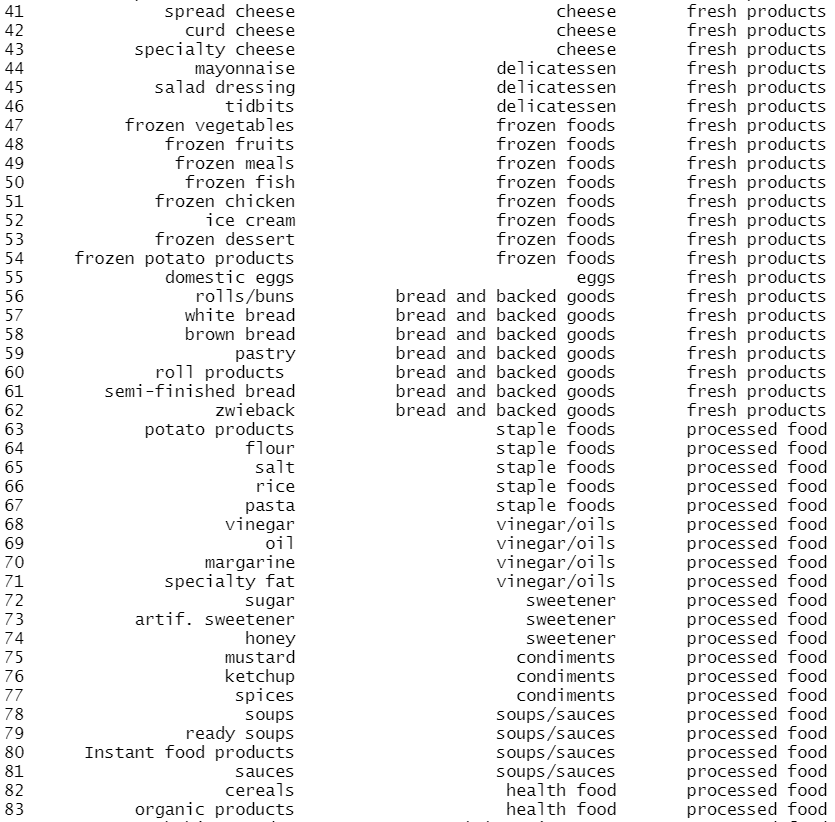 41 spread cheese cheese fresh products
42 curd cheese cheese fresh products
43 specialty cheese cheese fresh products
44 mayonnaise delicatessen fresh products
45 salad dressing delicatessen fresh products
46 tidbits delicatessen fresh products
47 frozen vegetables frozen foods fresh products
48 frozen fruits frozen foods fresh products
49 frozen meals frozen foods fresh products
50 frozen fish frozen foods fresh products
51 frozen chicken frozen foods fresh products
52 ice cream frozen foods fresh products
53 frozen dessert frozen foods fresh products
54 frozen potato products frozen foods fresh products
55 domestic eggs eggs fresh products
56 rolls/buns bread and backed goods fresh products
57 white bread bread and backed goods fresh products
58 brown bread bread and backed goods fresh products
59 pastry bread and backed goods fresh products
60 roll products bread and backed goods fresh products
61 semi-finished bread bread and backed goods fresh products
62 zwieback bread and backed goods fresh products
63 potato products staple foods processed food
64 flour staple foods processed food
65 salt staple foods processed food
66 rice staple foods processed food
67 pasta staple foods processed food
68 vinegar vinegar/oils processed food
69 oil vinegar/oils processed food
70 margarine vinegar/oils processed food
71 specialty fat vinegar/oils processed food
72 sugar sweetener processed food
73 artif. sweetener sweetener processed food
74 honey sweetener processed food
75 mustard condiments processed food
76 ketchup condiments processed food
77 spices condiments processed food
78 soups soups/sauces processed food
79 ready soups soups/sauces processed food
80 Instant food products soups/sauces processed food
81 sauces soups/sauces processed food
82 cereals health food processed food
83 organic products health food processed food